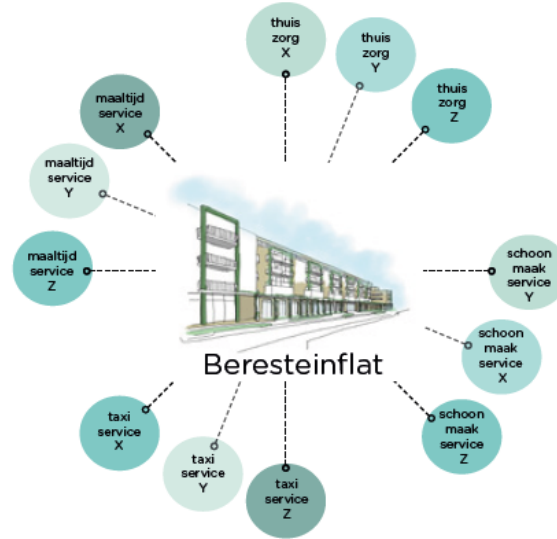 thuis
zorg
X
thuis
zorg
Y
thuis
zorg
Z
maaltijd
service
X
maaltijd
service
Y
maaltijd
service
Z
schoon
maak
service
Y
schoon
maak
service
X
schoon
maak
service
Z
Beresteinflat
taxi
service
X
taxi
service
Y
taxi
service
Z